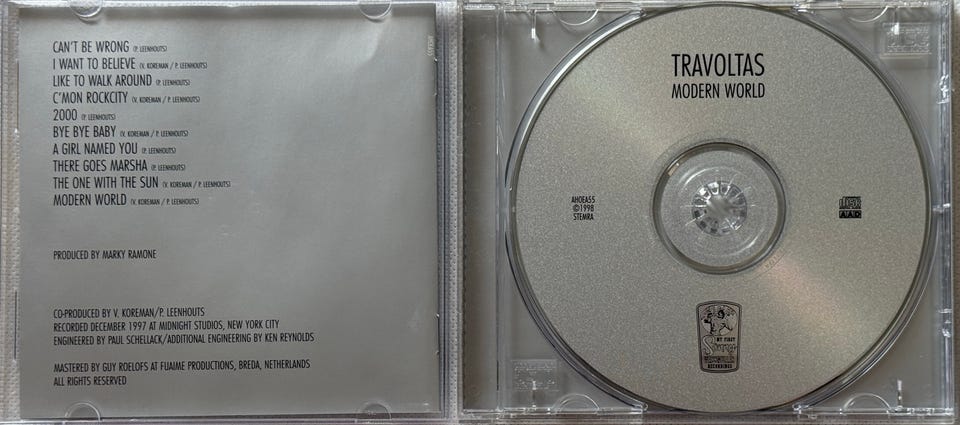 CAN'T BE WRONG (P. LEENHOUTS)
I WANT TO BELIEVE (V. KOREMAN / P. LEENHOUTS)
LIKE TO WALK AROUND (P. LEENHOUTS)
C'MON ROCKCITY (V. KOREMAN / P. LEENHOUTS)
2000 (P. LEENHOUTS)
BYE BYE BABY (V. KOREMAN / P. LEENHOUTS)
A GIRL NAMED YOU (P. LEENHOUTS)
THERE GOES MARSHA (P. LEENHOUTS)
THE ONE WITH THE SUN (V. KOREMAN / P. LEENHOUTS)
MODERN WORLD (V. KOREMAN / P. LEENHOUTS)
PRODUCED BY MARKY RAMONE
CO-PRODUCED BY V. KOREMAN/P. LEENHOUTS
RECORDED DECEMBER 1997 AT MIDNIGHT STUDIOS, NEW YORK CITY
ENGINEERED BY PAUL SCHELLACK/ADDITIONAL ENGINEERING BY KEN REYNOLDS
MASTERED BY GUY ROELOFS AT FUAIME PRODUCTIONS, BREDA, NETHERLANDS
ALL RIGHTS RESERVED
TRAVOLTAS
MODERN WORLD
AHOEA55
©1998
STEMRA
MY FIRST
RECORDINGS